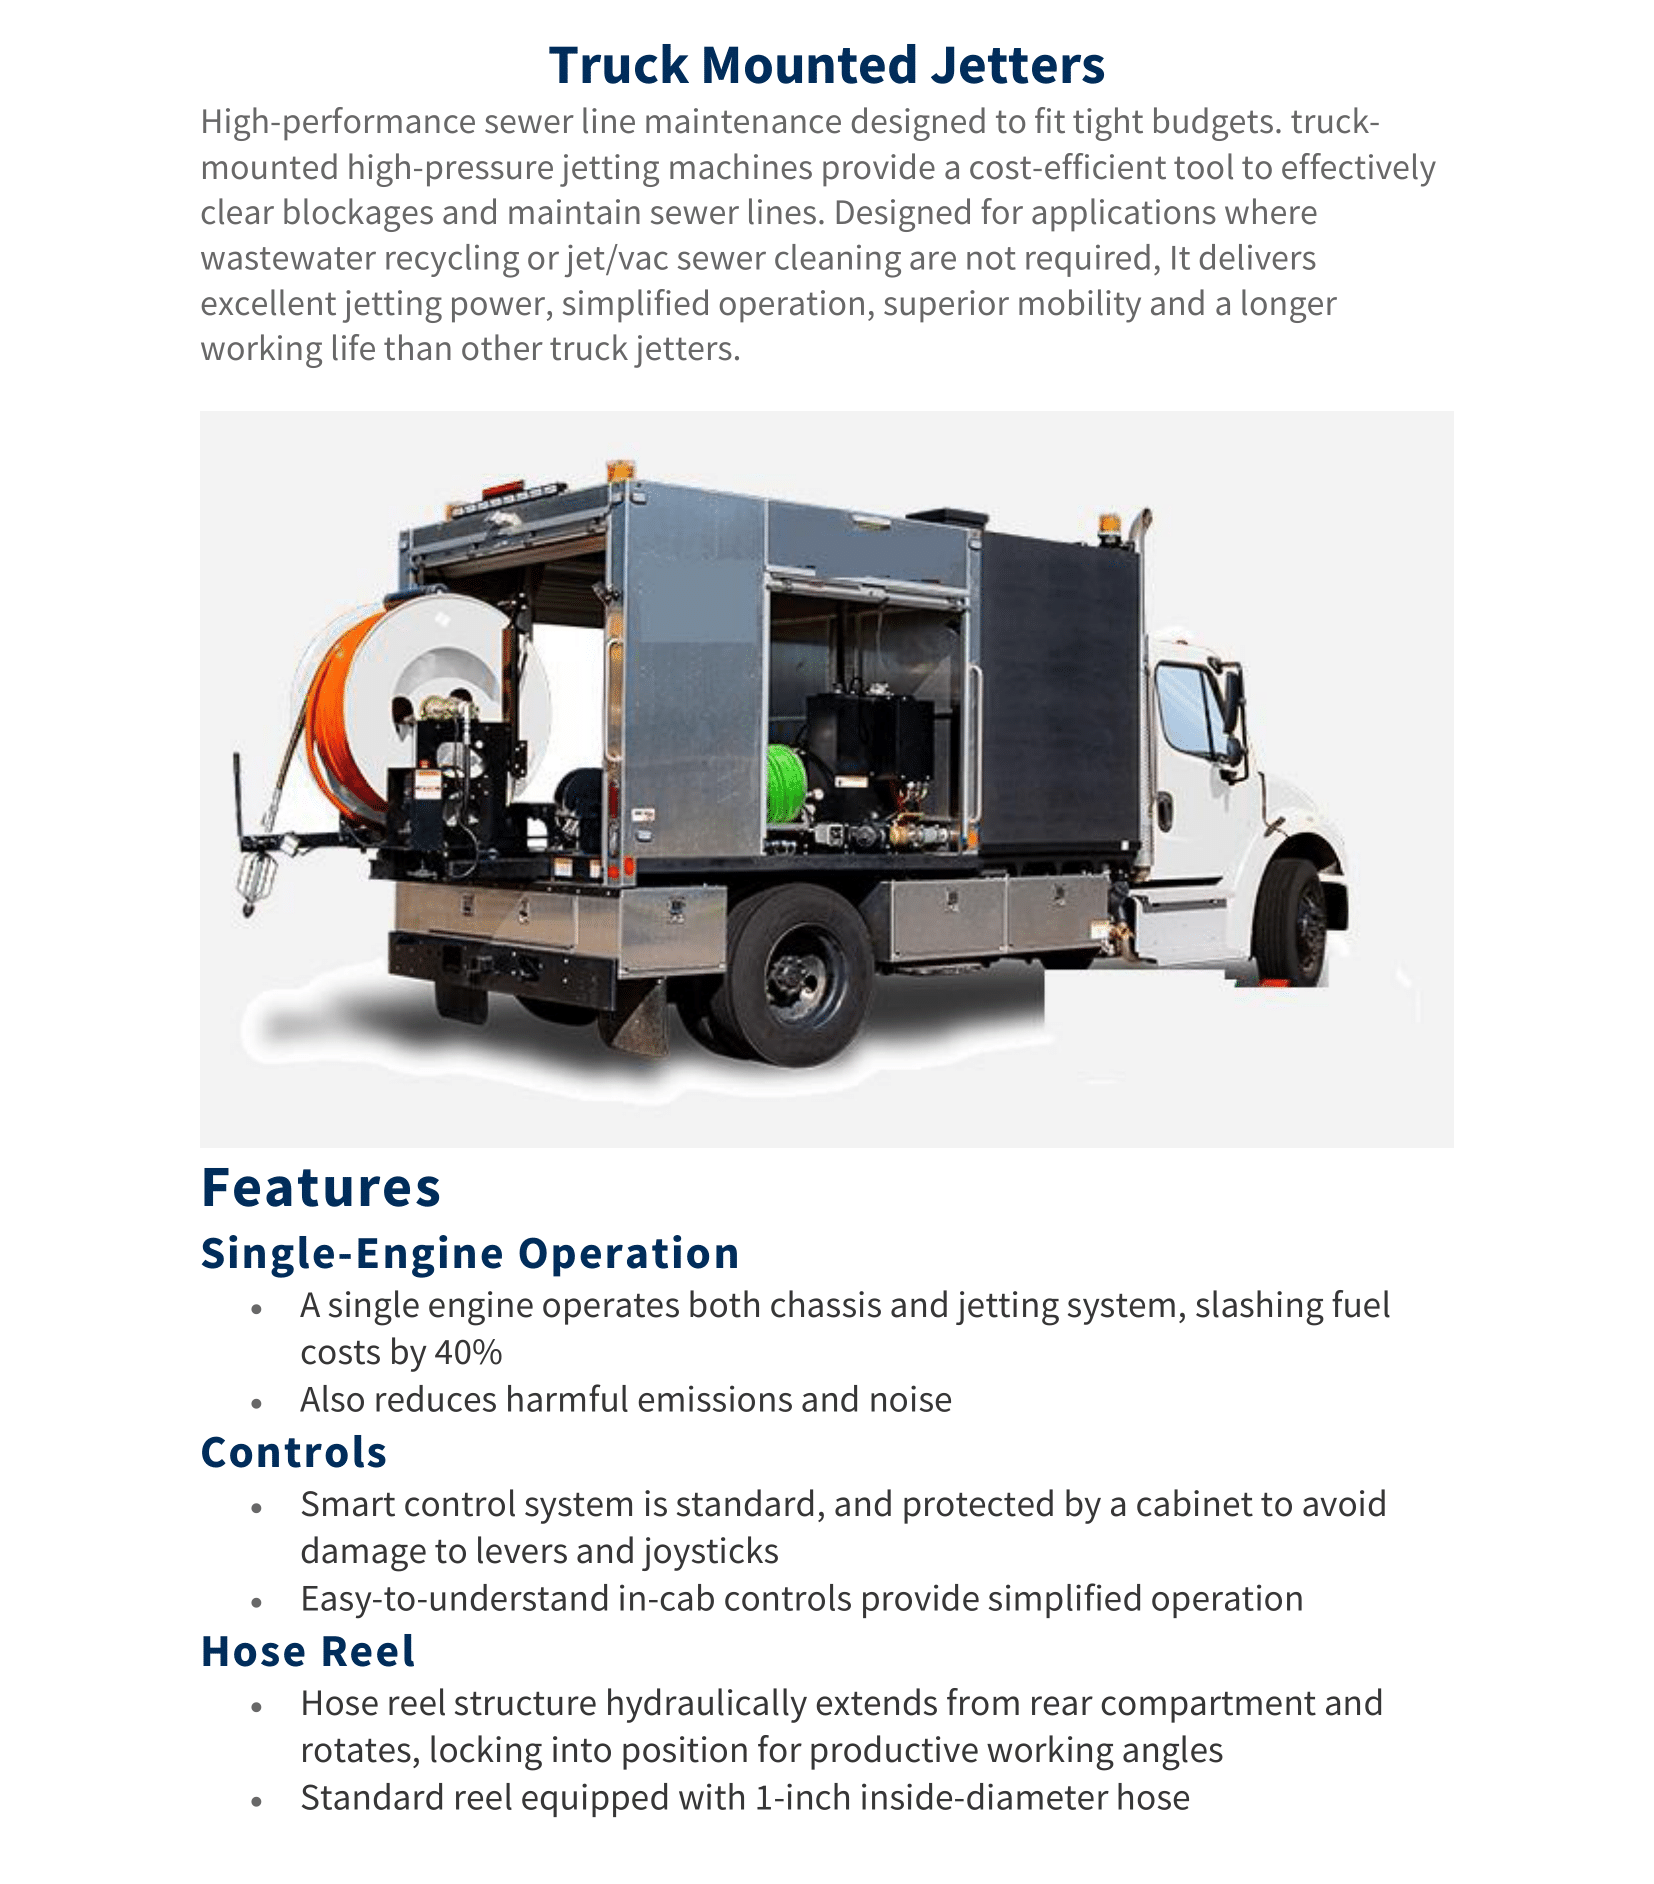 Truck Mounted Jetters
High-performance sewer line maintenance designed to fit tight budgets. truck-
mounted high-pressure jetting machines provide a cost-efficient tool to effectively
clear blockages and maintain sewer lines. Designed for applications where
wastewater recycling or jet/vac sewer cleaning are not required, It delivers
excellent jetting power, simplified operation, superior mobility and a longer
working life than other truck jetters.
Features
Single-Engine Operation
• A single engine operates both chassis and jetting system, slashing fuel
costs by 40%
• Also reduces harmful emissions and noise
Controls
• Smart control system is standard, and protected by a cabinet to avoid
damage to levers and joysticks
• Easy-to-understand in-cab controls provide simplified operation
Hose Reel
• Hose reel structure hydraulically extends from rear compartment and
rotates, locking into position for productive working angles
• Standard reel equipped with 1-inch inside-diameter hose